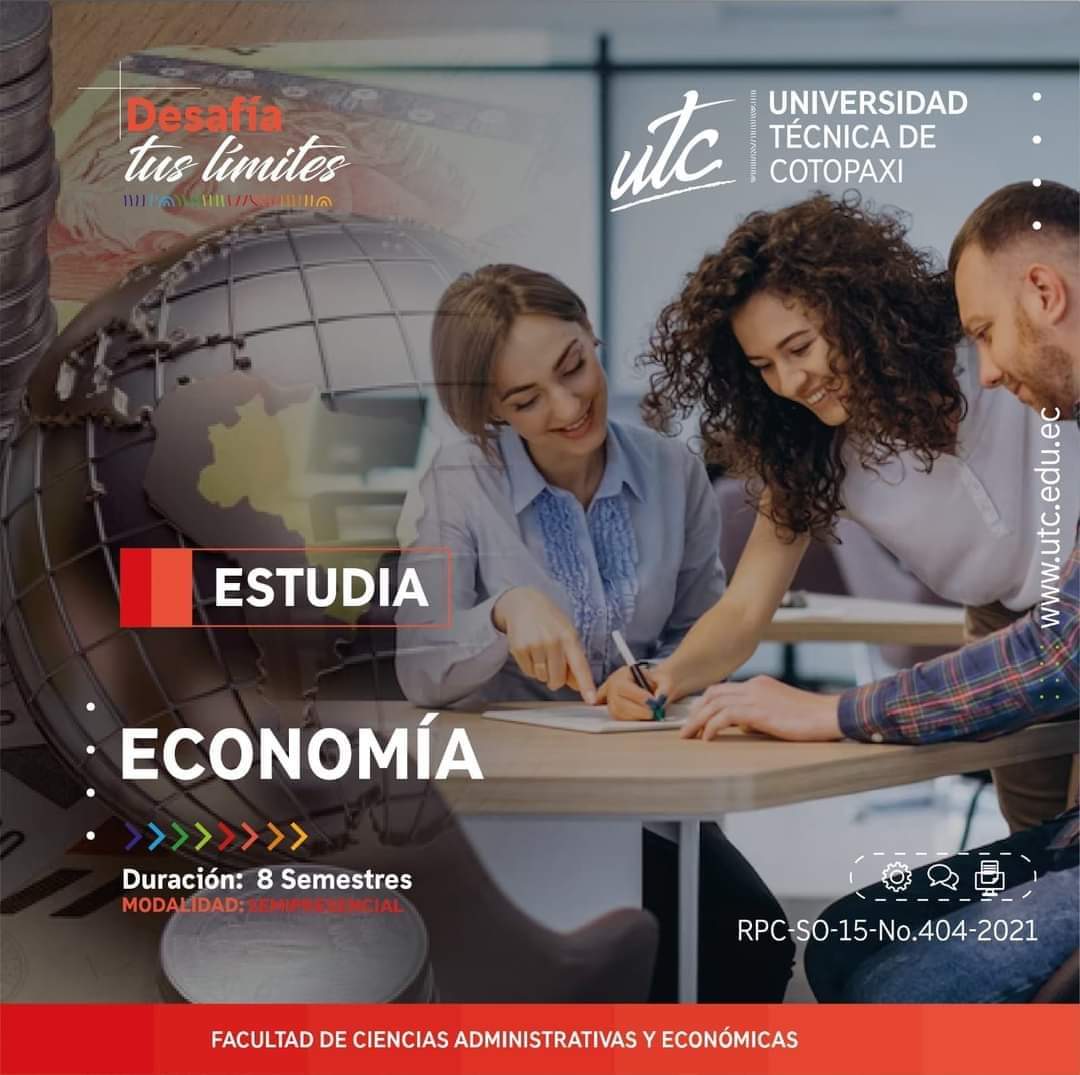 Desafía
tus límites
utc
UNIVERSIDAD
TÉCNICA DE
COTOPAXI
www.utc.edu.ec
ESTUDIA
ECONOMÍA
Duración: 8 Semestres
MODALIDAD: SEMIPRESENCIAL
RPC-SO-15-No.404-2021
FACULTAD DE CIENCIAS ADMINISTRATIVAS Y ECONÓMICAS